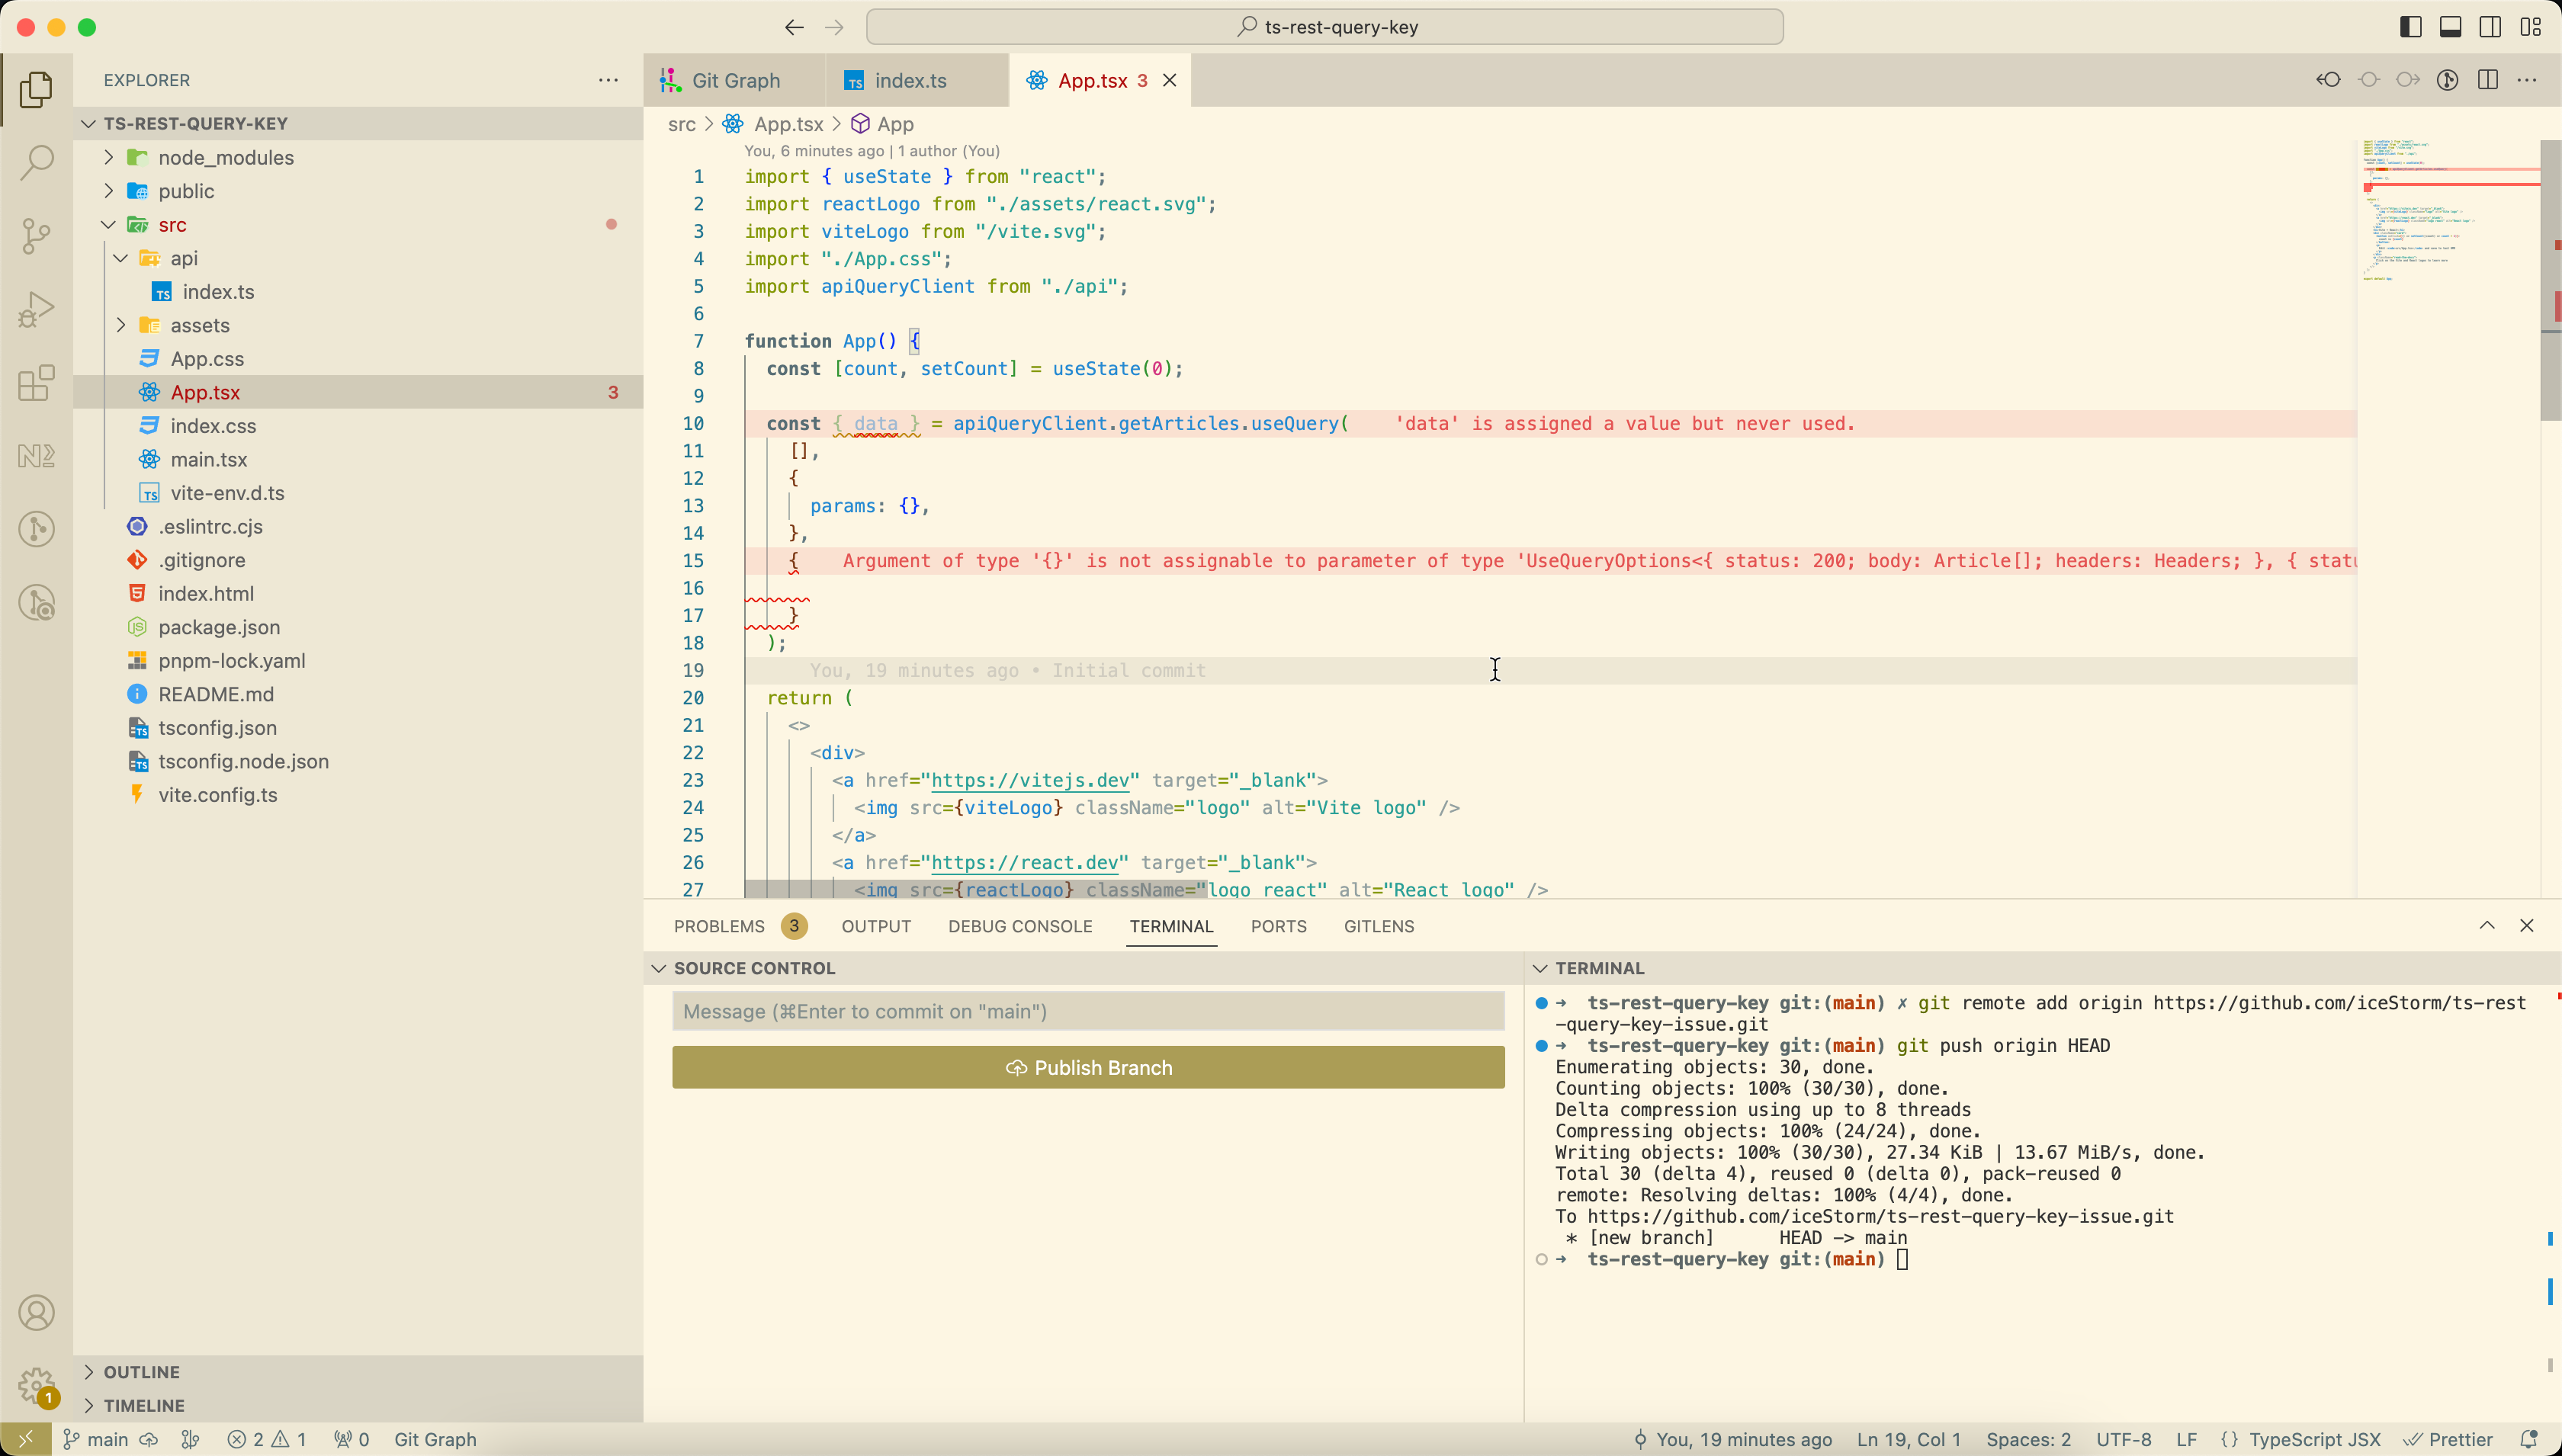 ts-rest-query-key
EXPLORER
TS-REST-QUERY-KEY
node_modules
public
src
api
index.ts
assets
App.css
App.tsx 3
index.css
main.tsx
vite-env.d.ts
.eslintrc.cjs
.gitignore
index.html
package.json
pnpm-lock.yaml
README.md
tsconfig.json
tsconfig.node.json
vite.config.ts
OUTLINE
TIMELINE
Git Graph
index.ts
App.tsx 3
src > App.tsx > App
You, 6 minutes ago | 1 author (You)
1 import { useState } from "react";
2 import reactLogo from "./assets/react.svg";
3 import viteLogo from "/vite.svg";
4 import "./App.css";
5 import apiQueryClient from "./api";
6
7 function App() {
8 const [count, setCount] = useState(0);
9
10 const { data } = apiQueryClient.getArticles.useQuery( 'data' is assigned a value but never used.
11 [],
12 {
13 params: {},
14 },
15 { Argument of type '{}' is not assignable to parameter of type 'UseQueryOptions<{ status: 200; body: Article[]; headers: Headers; }, { statu
16
17 }
18 );
19 You, 19 minutes ago • Initial commit
20 return (
21 <>
22 <div>
23 <a href="https://vitejs.dev" target="_blank">
24 <img src={viteLogo} className="logo" alt="Vite logo" />
25 </a>
26 <a href="https://react.dev" target="_blank">
27 <img src={reactLogo} className="logo react" alt="React logo" />
PROBLEMS 3 OUTPUT DEBUG CONSOLE TERMINAL PORTS GITLENS
SOURCE CONTROL
Message (⌘Enter to commit on "main")
Publish Branch
TERMINAL
➜ ts-rest-query-key git:(main) ✗ git remote add origin https://github.com/iceStorm/ts-rest
-query-key-issue.git
➜ ts-rest-query-key git:(main) git push origin HEAD
Enumerating objects: 30, done.
Counting objects: 100% (30/30), done.
Delta compression using up to 8 threads
Compressing objects: 100% (24/24), done.
Writing objects: 100% (30/30), 27.34 KiB | 13.67 MiB/s, done.
Total 30 (delta 4), reused 0 (delta 0), pack-reused 0
remote: Resolving deltas: 100% (4/4), done.
To https://github.com/iceStorm/ts-rest-query-key-issue.git
* [new branch] HEAD -> main
➜ ts-rest-query-key git:(main)
1
main 2 1 0 Git Graph You, 19 minutes ago Ln 19, Col 1 Spaces: 2 UTF-8 LF {} TypeScript JSX Prettier